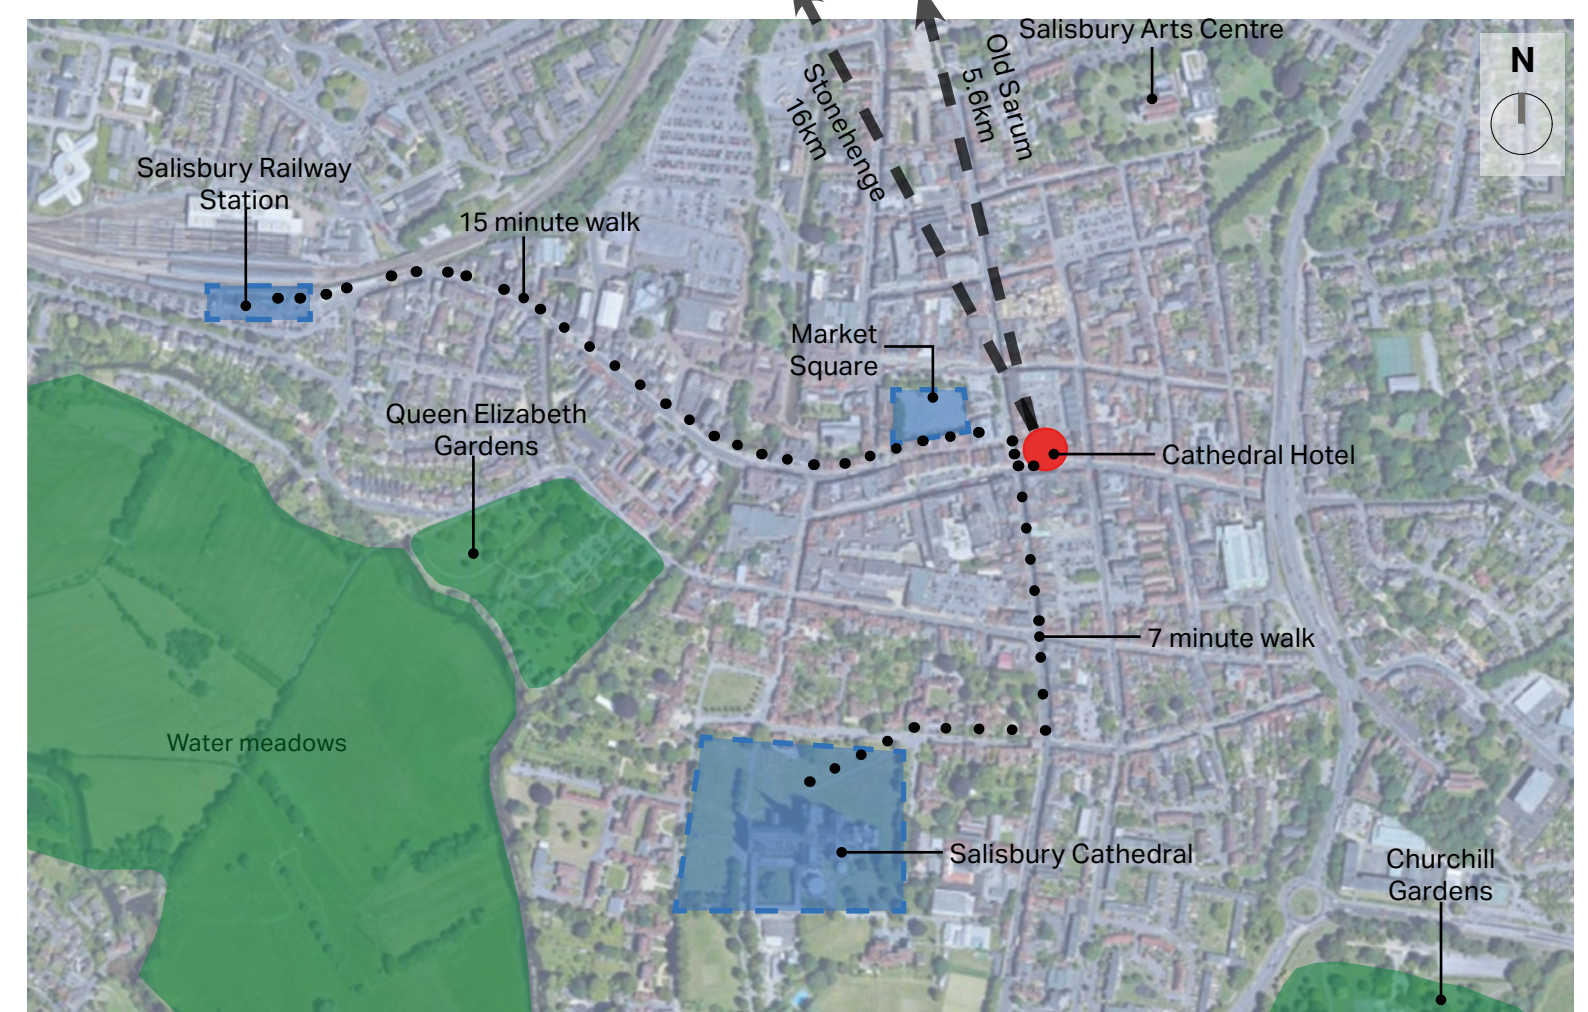 Salisbury Arts Centre
N
Old Sarum
5.6km
Stonehenge
16km
Salisbury Railway
Station
15 minute walk
Market
Square
Queen Elizabeth
Gardens
Cathedral Hotel
7 minute walk
Water meadows
Salisbury Cathedral
Churchill
Gardens